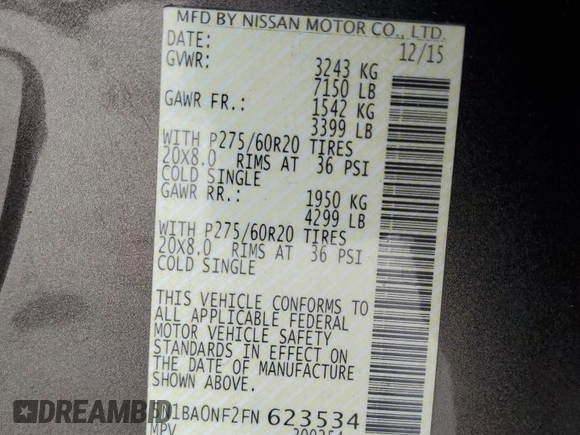 MFD BY NISSAN MOTOR CO., LTD.
DATE: 12/15
GVWR: 3243 KG
7150 LB
GAWR FR.: 1542 KG
3399 LB
WITH P275/60R20 TIRES
20X8.0 RIMS AT 36 PSI
COLD SINGLE
GAWR RR.: 1950 KG
4299 LB
WITH P275/60R20 TIRES
20X8.0 RIMS AT 36 PSI
COLD SINGLE
THIS VEHICLE CONFORMS TO
ALL APPLICABLE FEDERAL
MOTOR VEHICLE SAFETY
STANDARDS IN EFFECT ON
THE DATE OF MANUFACTURE
SHOWN ABOVE
N1BAONF2FN 623534
MPV
DREAMBID